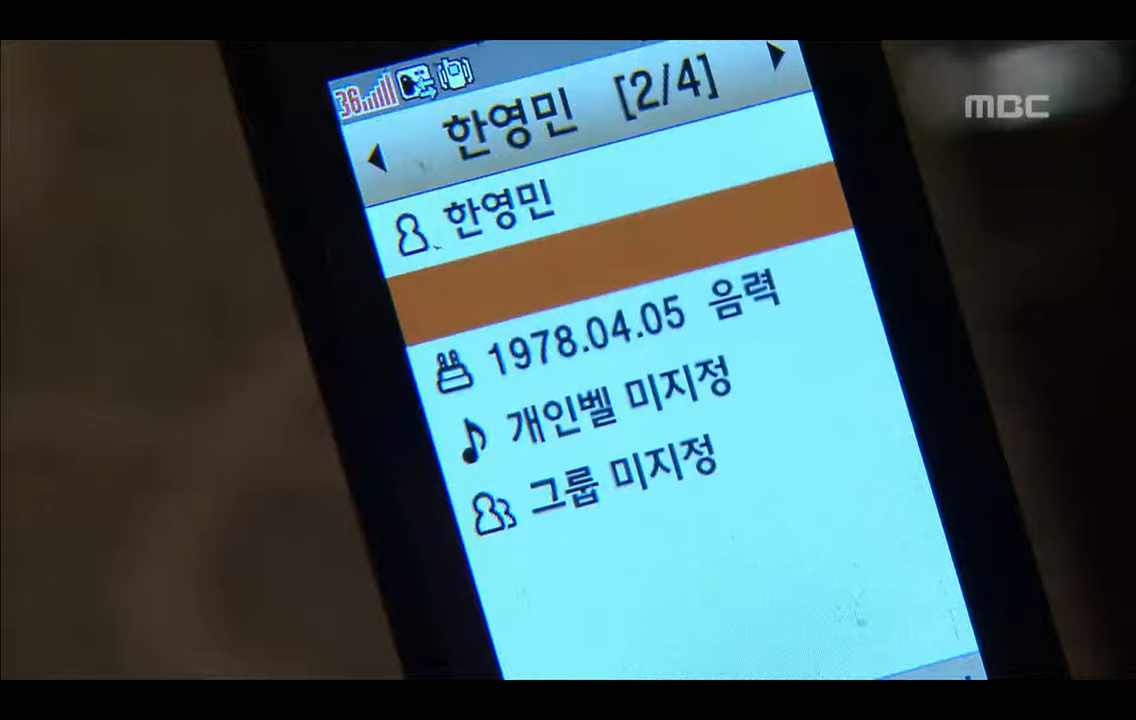 MBC
3G
한영민 [2/4]
한영민
1978.04.05 음력
개인벨 미지정
그룹 미지정